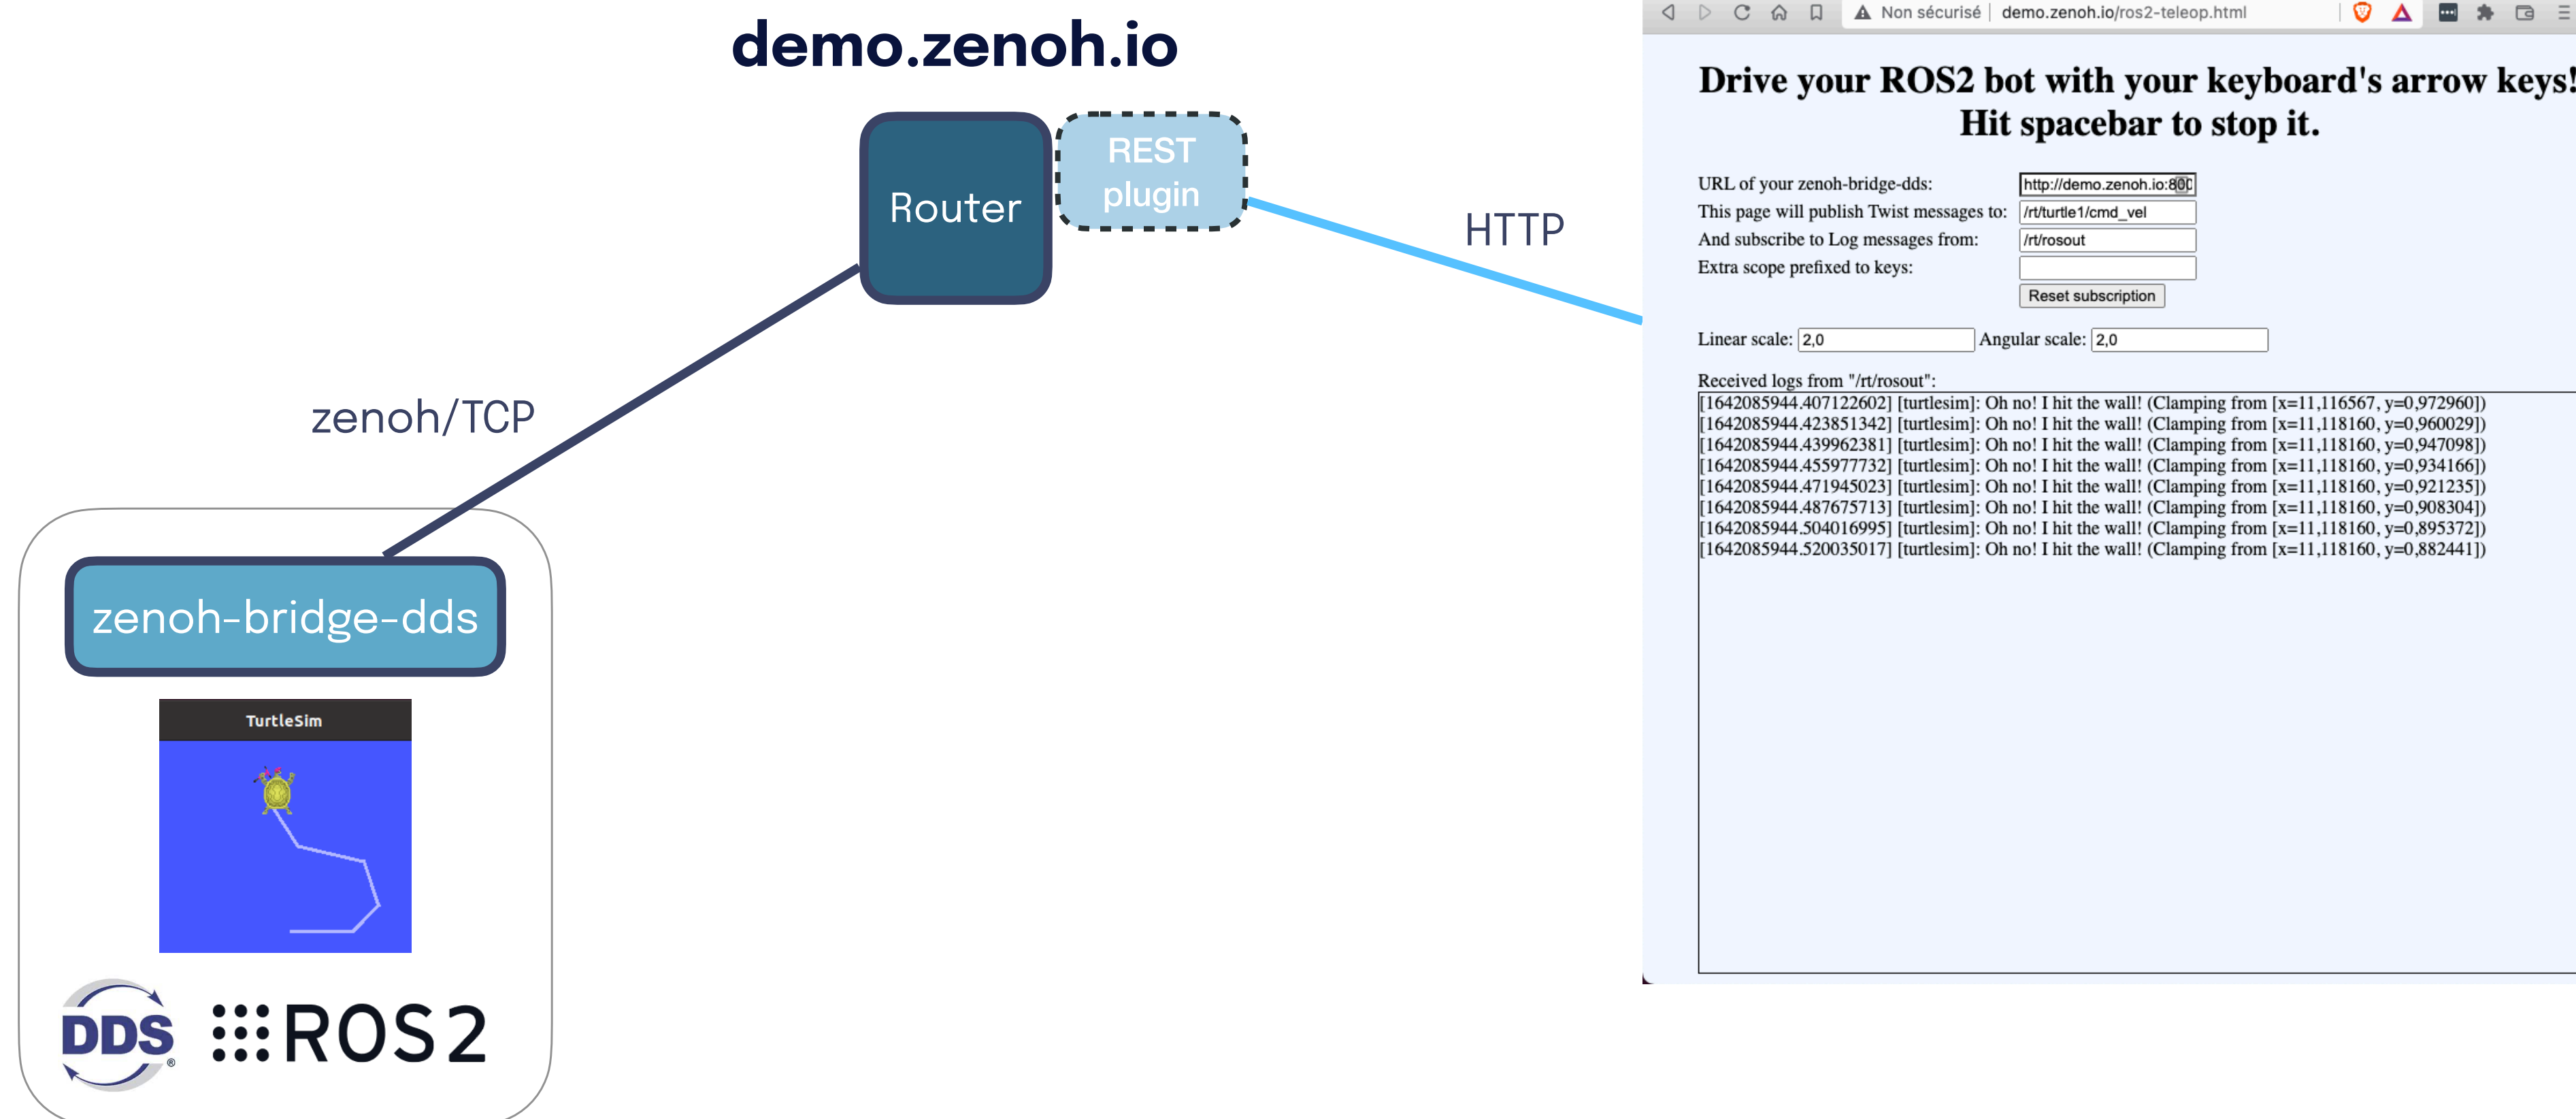 demo.zenoh.io
Router
REST
plugin
HTTP
zenoh/TCP
zenoh-bridge-dds
TurtleSim
DDS
®
ROS2
Non sécurisé | demo.zenoh.io/ros2-teleop.html
Drive your ROS2 bot with your keyboard's arrow keys!
Hit spacebar to stop it.
URL of your zenoh-bridge-dds: http://demo.zenoh.io:800
This page will publish Twist messages to: /rt/turtle1/cmd_vel
And subscribe to Log messages from: /rt/rosout
Extra scope prefixed to keys:
Reset subscription
Linear scale: 2,0 Angular scale: 2,0
Received logs from "/rt/rosout":
[1642085944.407122602] [turtlesim]: Oh no! I hit the wall! (Clamping from [x=11,116567, y=0,972960])
[1642085944.423851342] [turtlesim]: Oh no! I hit the wall! (Clamping from [x=11,118160, y=0,960029])
[1642085944.439962381] [turtlesim]: Oh no! I hit the wall! (Clamping from [x=11,118160, y=0,947098])
[1642085944.455977732] [turtlesim]: Oh no! I hit the wall! (Clamping from [x=11,118160, y=0,934166])
[1642085944.471945023] [turtlesim]: Oh no! I hit the wall! (Clamping from [x=11,118160, y=0,921235])
[1642085944.487675713] [turtlesim]: Oh no! I hit the wall! (Clamping from [x=11,118160, y=0,908304])
[1642085944.504016995] [turtlesim]: Oh no! I hit the wall! (Clamping from [x=11,118160, y=0,895372])
[1642085944.520035017] [turtlesim]: Oh no! I hit the wall! (Clamping from [x=11,118160, y=0,882441])